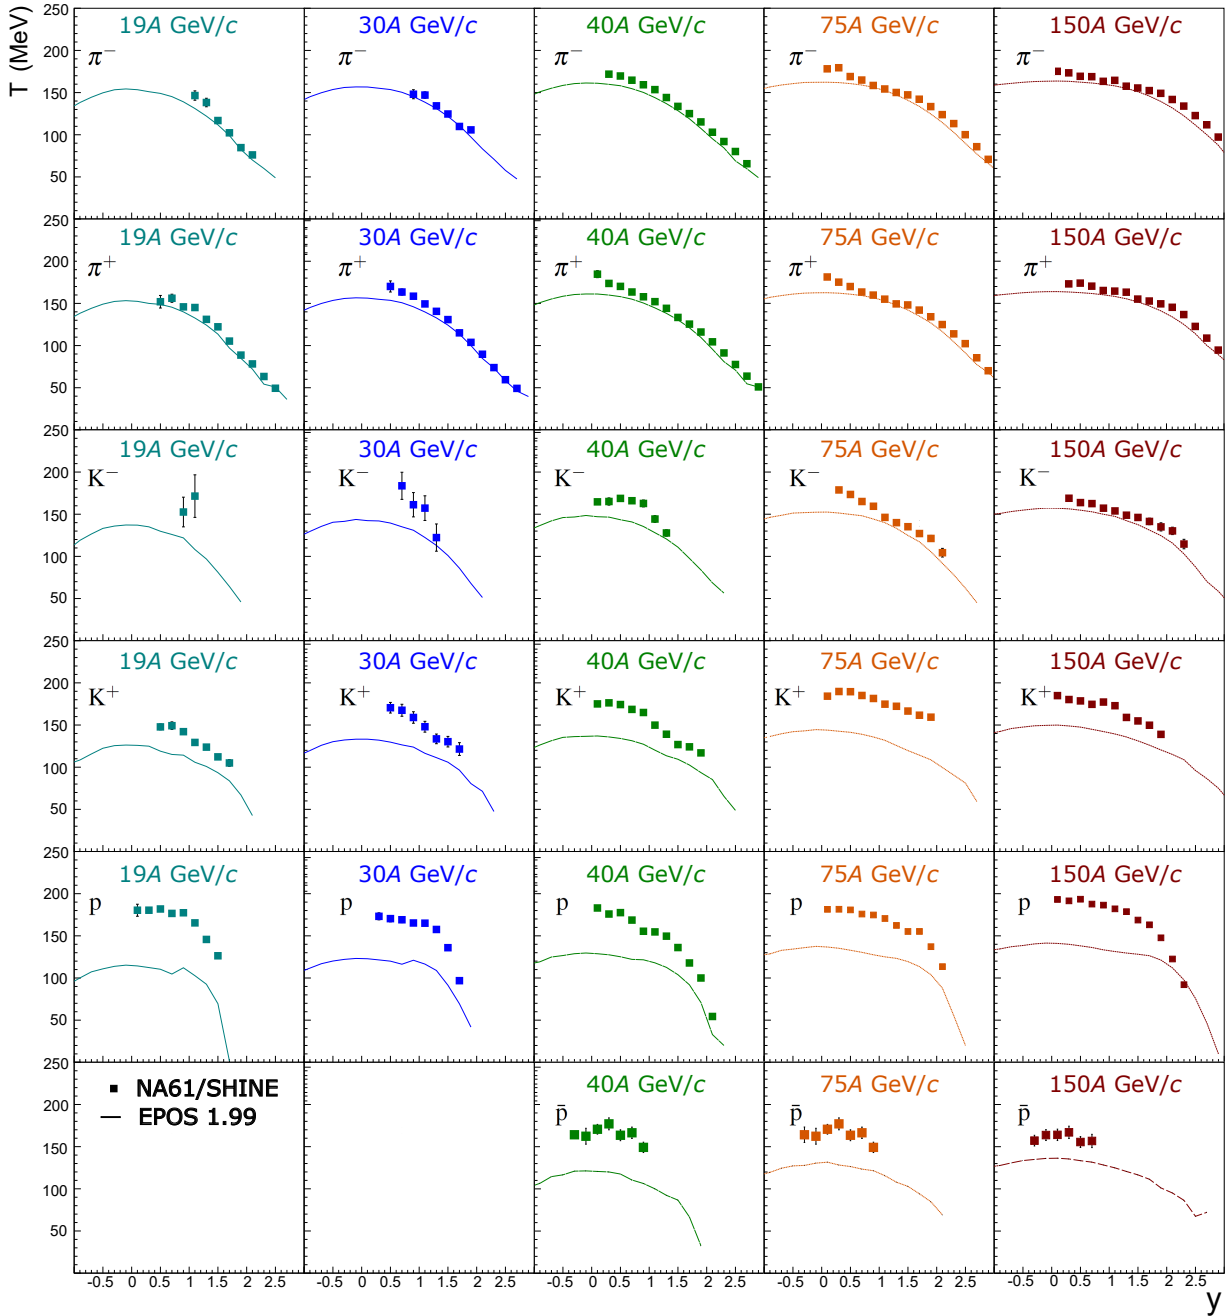 T (MeV)
250
19A GeV/c 30A GeV/c 40A GeV/c 75A GeV/c 150A GeV/c
π⁻ π⁻ π⁻ π⁻ π⁻
200
150
100
50
250
19A GeV/c 30A GeV/c 40A GeV/c 75A GeV/c 150A GeV/c
π⁺ π⁺ π⁺ π⁺ π⁺
200
150
100
50
250
19A GeV/c 30A GeV/c 40A GeV/c 75A GeV/c 150A GeV/c
K⁻ K⁻ K⁻ K⁻ K⁻
200
150
100
50
250
19A GeV/c 30A GeV/c 40A GeV/c 75A GeV/c 150A GeV/c
K⁺ K⁺ K⁺ K⁺ K⁺
200
150
100
50
250
19A GeV/c 30A GeV/c 40A GeV/c 75A GeV/c 150A GeV/c
p p p p p
200
150
100
50
250
NA61/SHINE 40A GeV/c 75A GeV/c 150A GeV/c
EPOS 1.99 p̄ p̄ p̄
200
150
100
50
-0.5 0 0.5 1 1.5 2 2.5 -0.5 0 0.5 1 1.5 2 2.5 -0.5 0 0.5 1 1.5 2 2.5 -0.5 0 0.5 1 1.5 2 2.5 -0.5 0 0.5 1 1.5 2 2.5
y